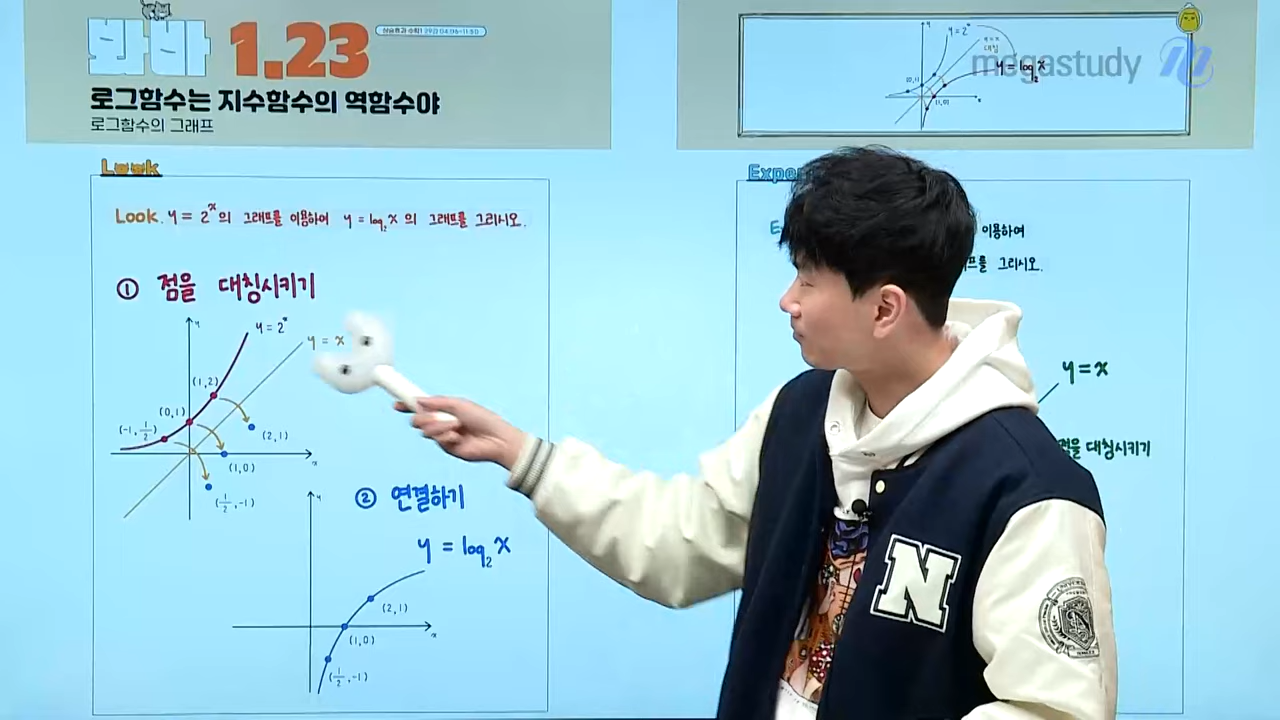 봐바 1.23
로그함수는 지수함수의 역함수야
로그함수의 그래프
Look
Look. y = 2^x의 그래프를 이용하여 y = log₂x 의 그래프를 그리시오.
① 점을 대칭시키기
y = 2^x
y = x
(1,2)
(0,1)
(-1, 1/2)
(2,1)
(1,0)
(1/2, -1)
x
y
② 연결하기
y = log₂x
(2,1)
(1,0)
(1/2, -1)
x
y
megastudy
y = 2^x
y = x
대칭
y = log₂x
(1,0)
이용하여
그리시오.
y = x
대칭시키기
N